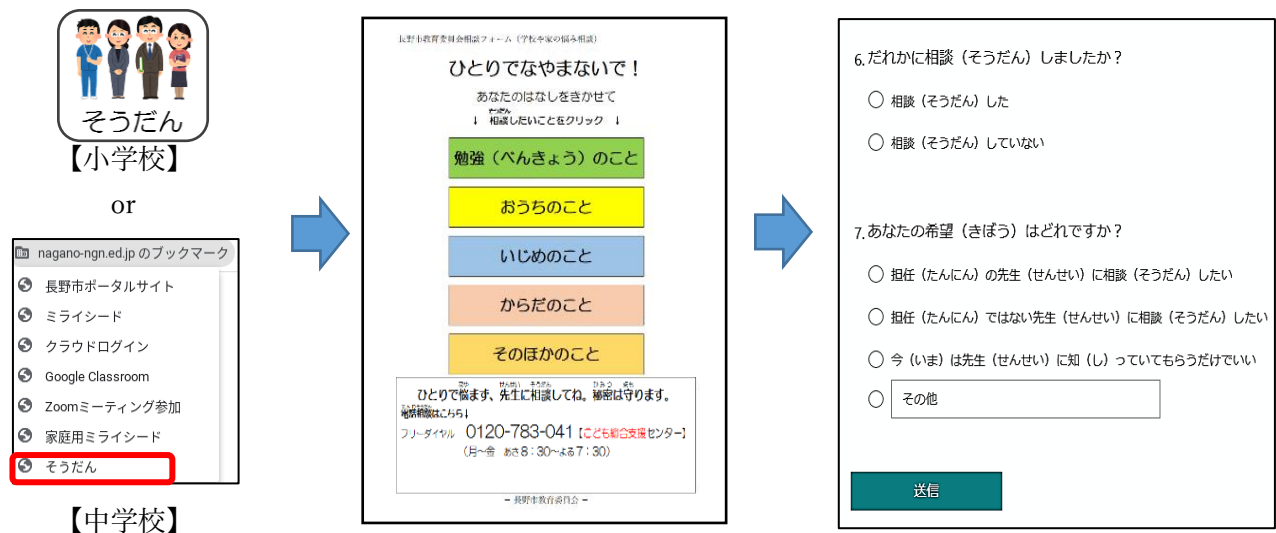 そうだん
【小学校】
or
nagano-ngn.ed.jp のブックマーク
長野市ポータルサイト
ミライシード
クラウドログイン
Google Classroom
Zoomミーティング参加
家庭用ミライシード
そうだん
【中学校】
長野市教育委員会相談フォーム（学校や家の悩み相談）
ひとりでなやまないで！
あなたのはなしをきかせて
↓ 相談したいことをクリック ↓
勉強（べんきょう）のこと
おうちのこと
いじめのこと
からだのこと
そのほかのこと
ひとりで悩まず、先生に相談してね。秘密は守ります。
電話相談はこちら↓
フリーダイヤル 0120-783-041【こども総合支援センター】
（月～金 あさ8：30～よる7：30）
－ 長野市教育委員会 －
6. だれかに相談（そうだん）しましたか？
相談（そうだん）した
相談（そうだん）していない
7. あなたの希望（きぼう）はどれですか？
担任（たんにん）の先生（せんせい）に相談（そうだん）したい
担任（たんにん）ではない先生（せんせい）に相談（そうだん）したい
今（いま）は先生（せんせい）に知（し）っていてもらうだけでいい
その他
送信